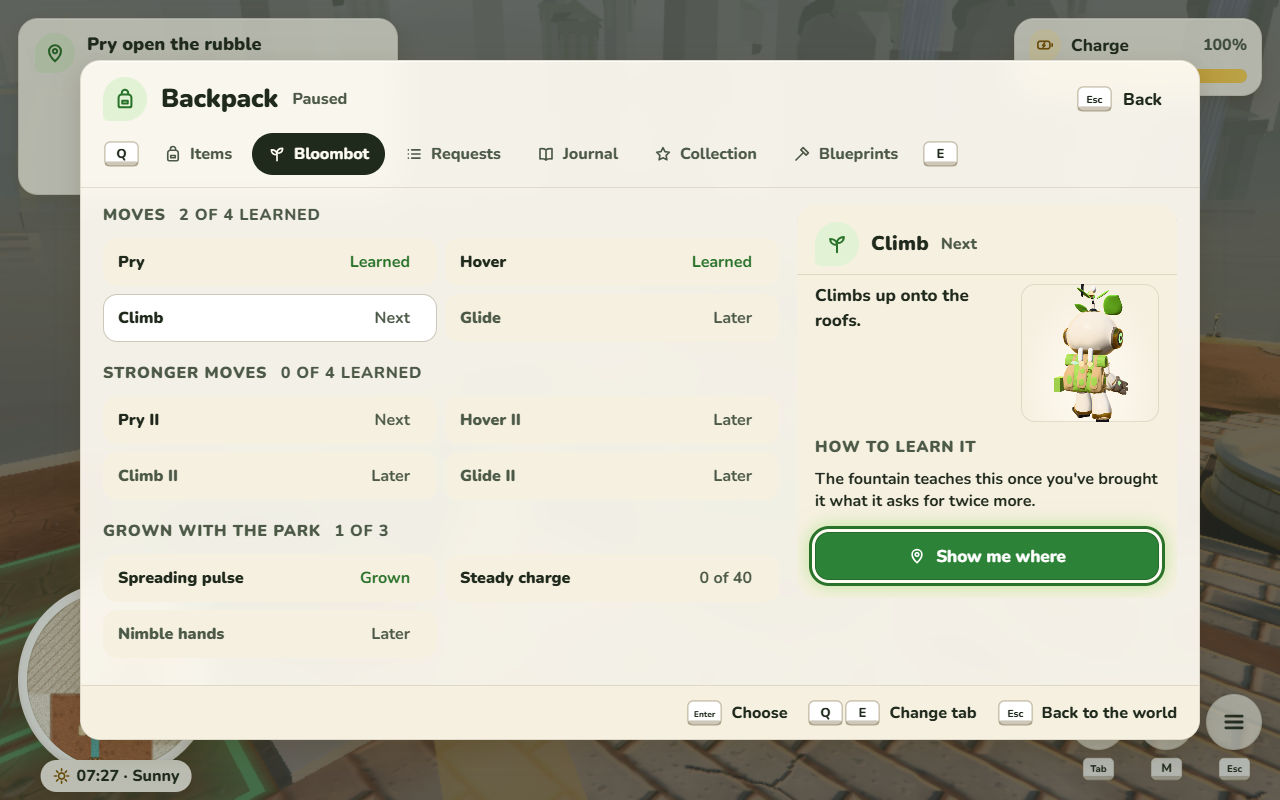 Pry open the rubble
Charge 100%
Backpack Paused
Esc Back
Q Items Bloombot Requests Journal Collection Blueprints E
MOVES 2 OF 4 LEARNED
Pry Learned
Hover Learned
Climb Next
Glide Later
STRONGER MOVES 0 OF 4 LEARNED
Pry II Next
Hover II Later
Climb II Later
Glide II Later
GROWN WITH THE PARK 1 OF 3
Spreading pulse Grown
Steady charge 0 of 40
Nimble hands Later
Climb Next
Climbs up onto the
roofs.
HOW TO LEARN IT
The fountain teaches this once you've brought
it what it asks for twice more.
Show me where
Enter Choose Q E Change tab Esc Back to the world
07:27 · Sunny
Tab M Esc